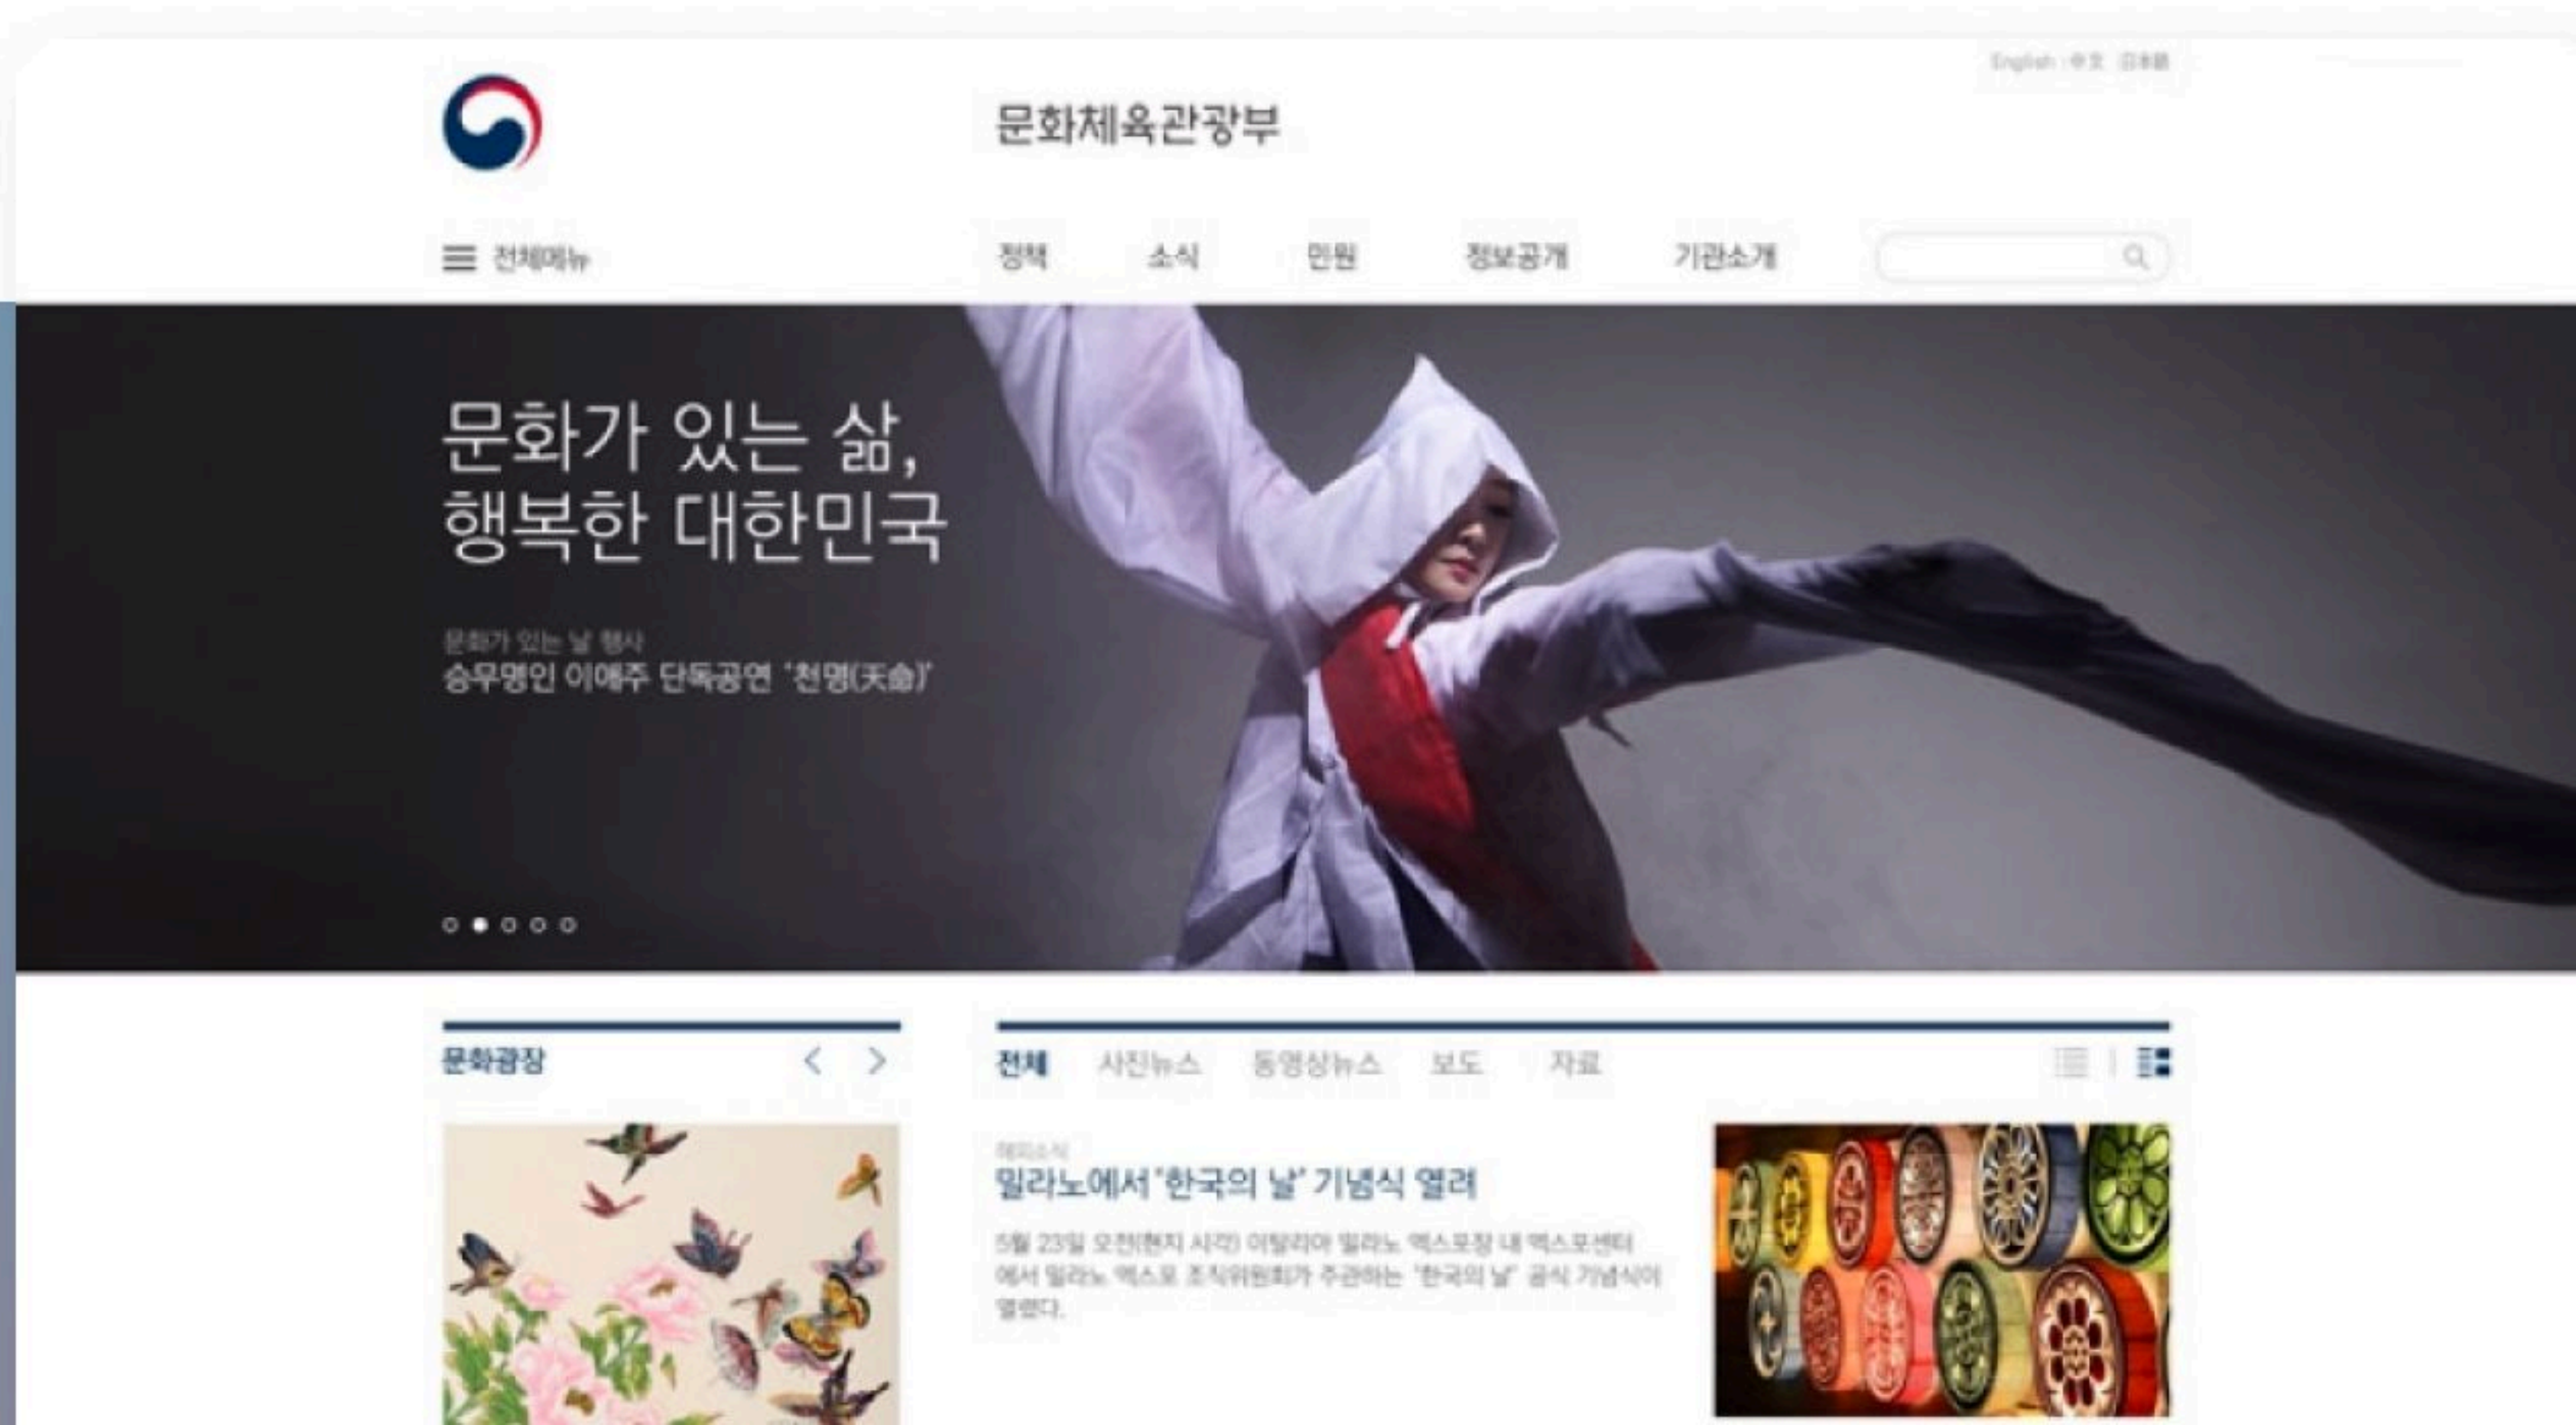 English 中文 日本語
문화체육관광부
전체메뉴
정책 소식 민원 정보공개 기관소개
문화가 있는 삶,
행복한 대한민국
문화가 있는 날 행사
승무명인 이애주 단독공연 '천명(天命)'
문화광장
전체 사진뉴스 동영상뉴스 보도 자료
해외소식
밀라노에서 '한국의 날' 기념식 열려
5월 23일 오전(현지 시각) 이탈리아 밀라노 엑스포장 내 엑스포센터
에서 밀라노 엑스포 조직위원회가 주관하는 '한국의 날' 공식 기념식이
열렸다.